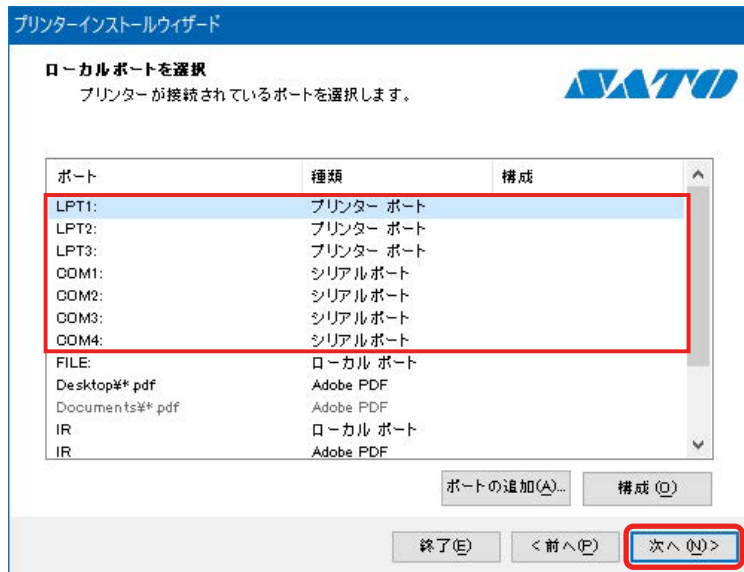 プリンターインストールウィザード
ローカルポートを選択
プリンターが接続されているポートを選択します。
SATO
ポート 種類 構成
LPT1: プリンター ポート
LPT2: プリンター ポート
LPT3: プリンター ポート
COM1: シリアルポート
COM2: シリアルポート
COM3: シリアルポート
COM4: シリアルポート
FILE: ローカル ポート
Desktop¥*.pdf Adobe PDF
Documents¥*.pdf Adobe PDF
IR ローカル ポート
IR Adobe PDF
ポートの追加(A)... 構成(O)
終了(E) <前へ(P) 次へ(N)>